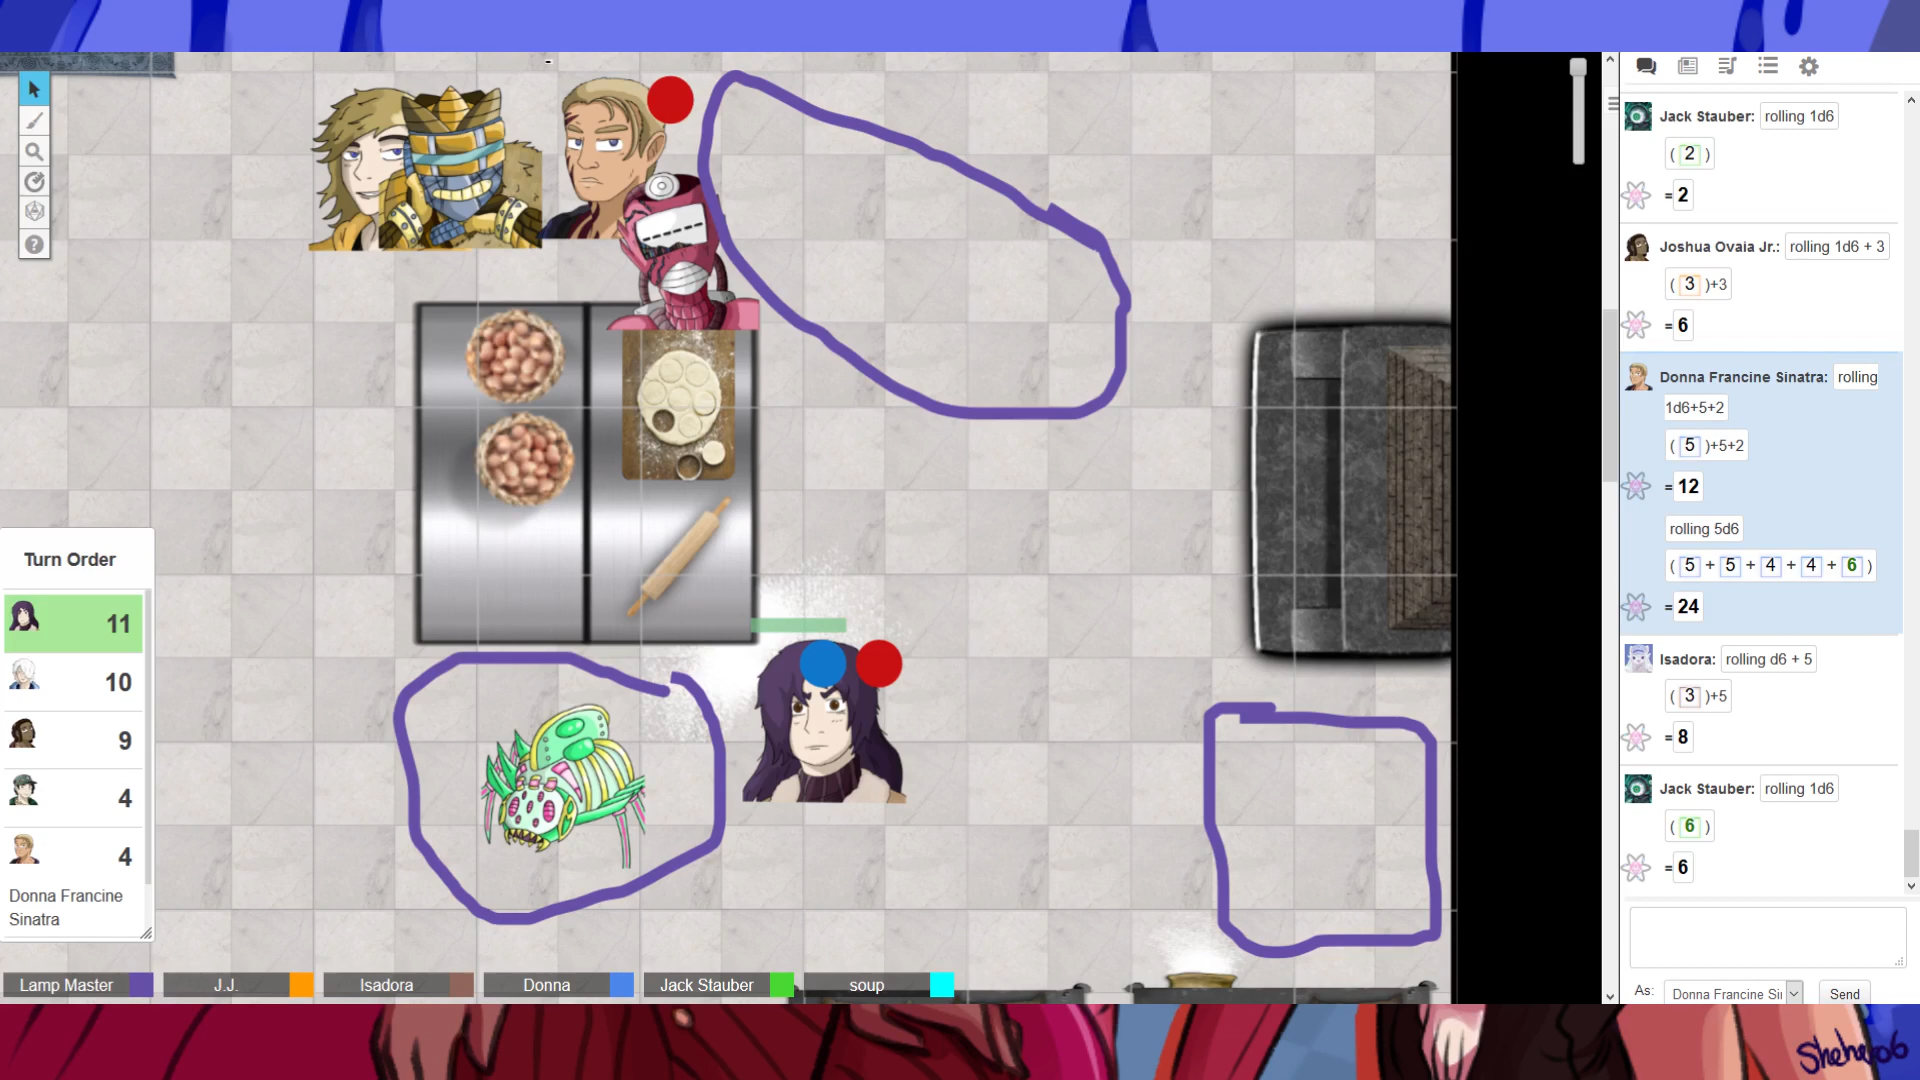 Turn Order
11
10
9
4
4
Donna Francine
Sinatra
Lamp Master
J.J.
Isadora
Donna
Jack Stauber
soup
Jack Stauber: rolling 1d6
( 2 )
=2
Joshua Ovaia Jr.: rolling 1d6 + 3
( 3 )+3
=6
Donna Francine Sinatra: rolling
1d6+5+2
( 5 )+5+2
=12
rolling 5d6
( 5 + 5 + 4 + 4 + 6 )
=24
Isadora: rolling d6 + 5
( 3 )+5
=8
Jack Stauber: rolling 1d6
( 6 )
=6
As: Donna Francine Si
Send